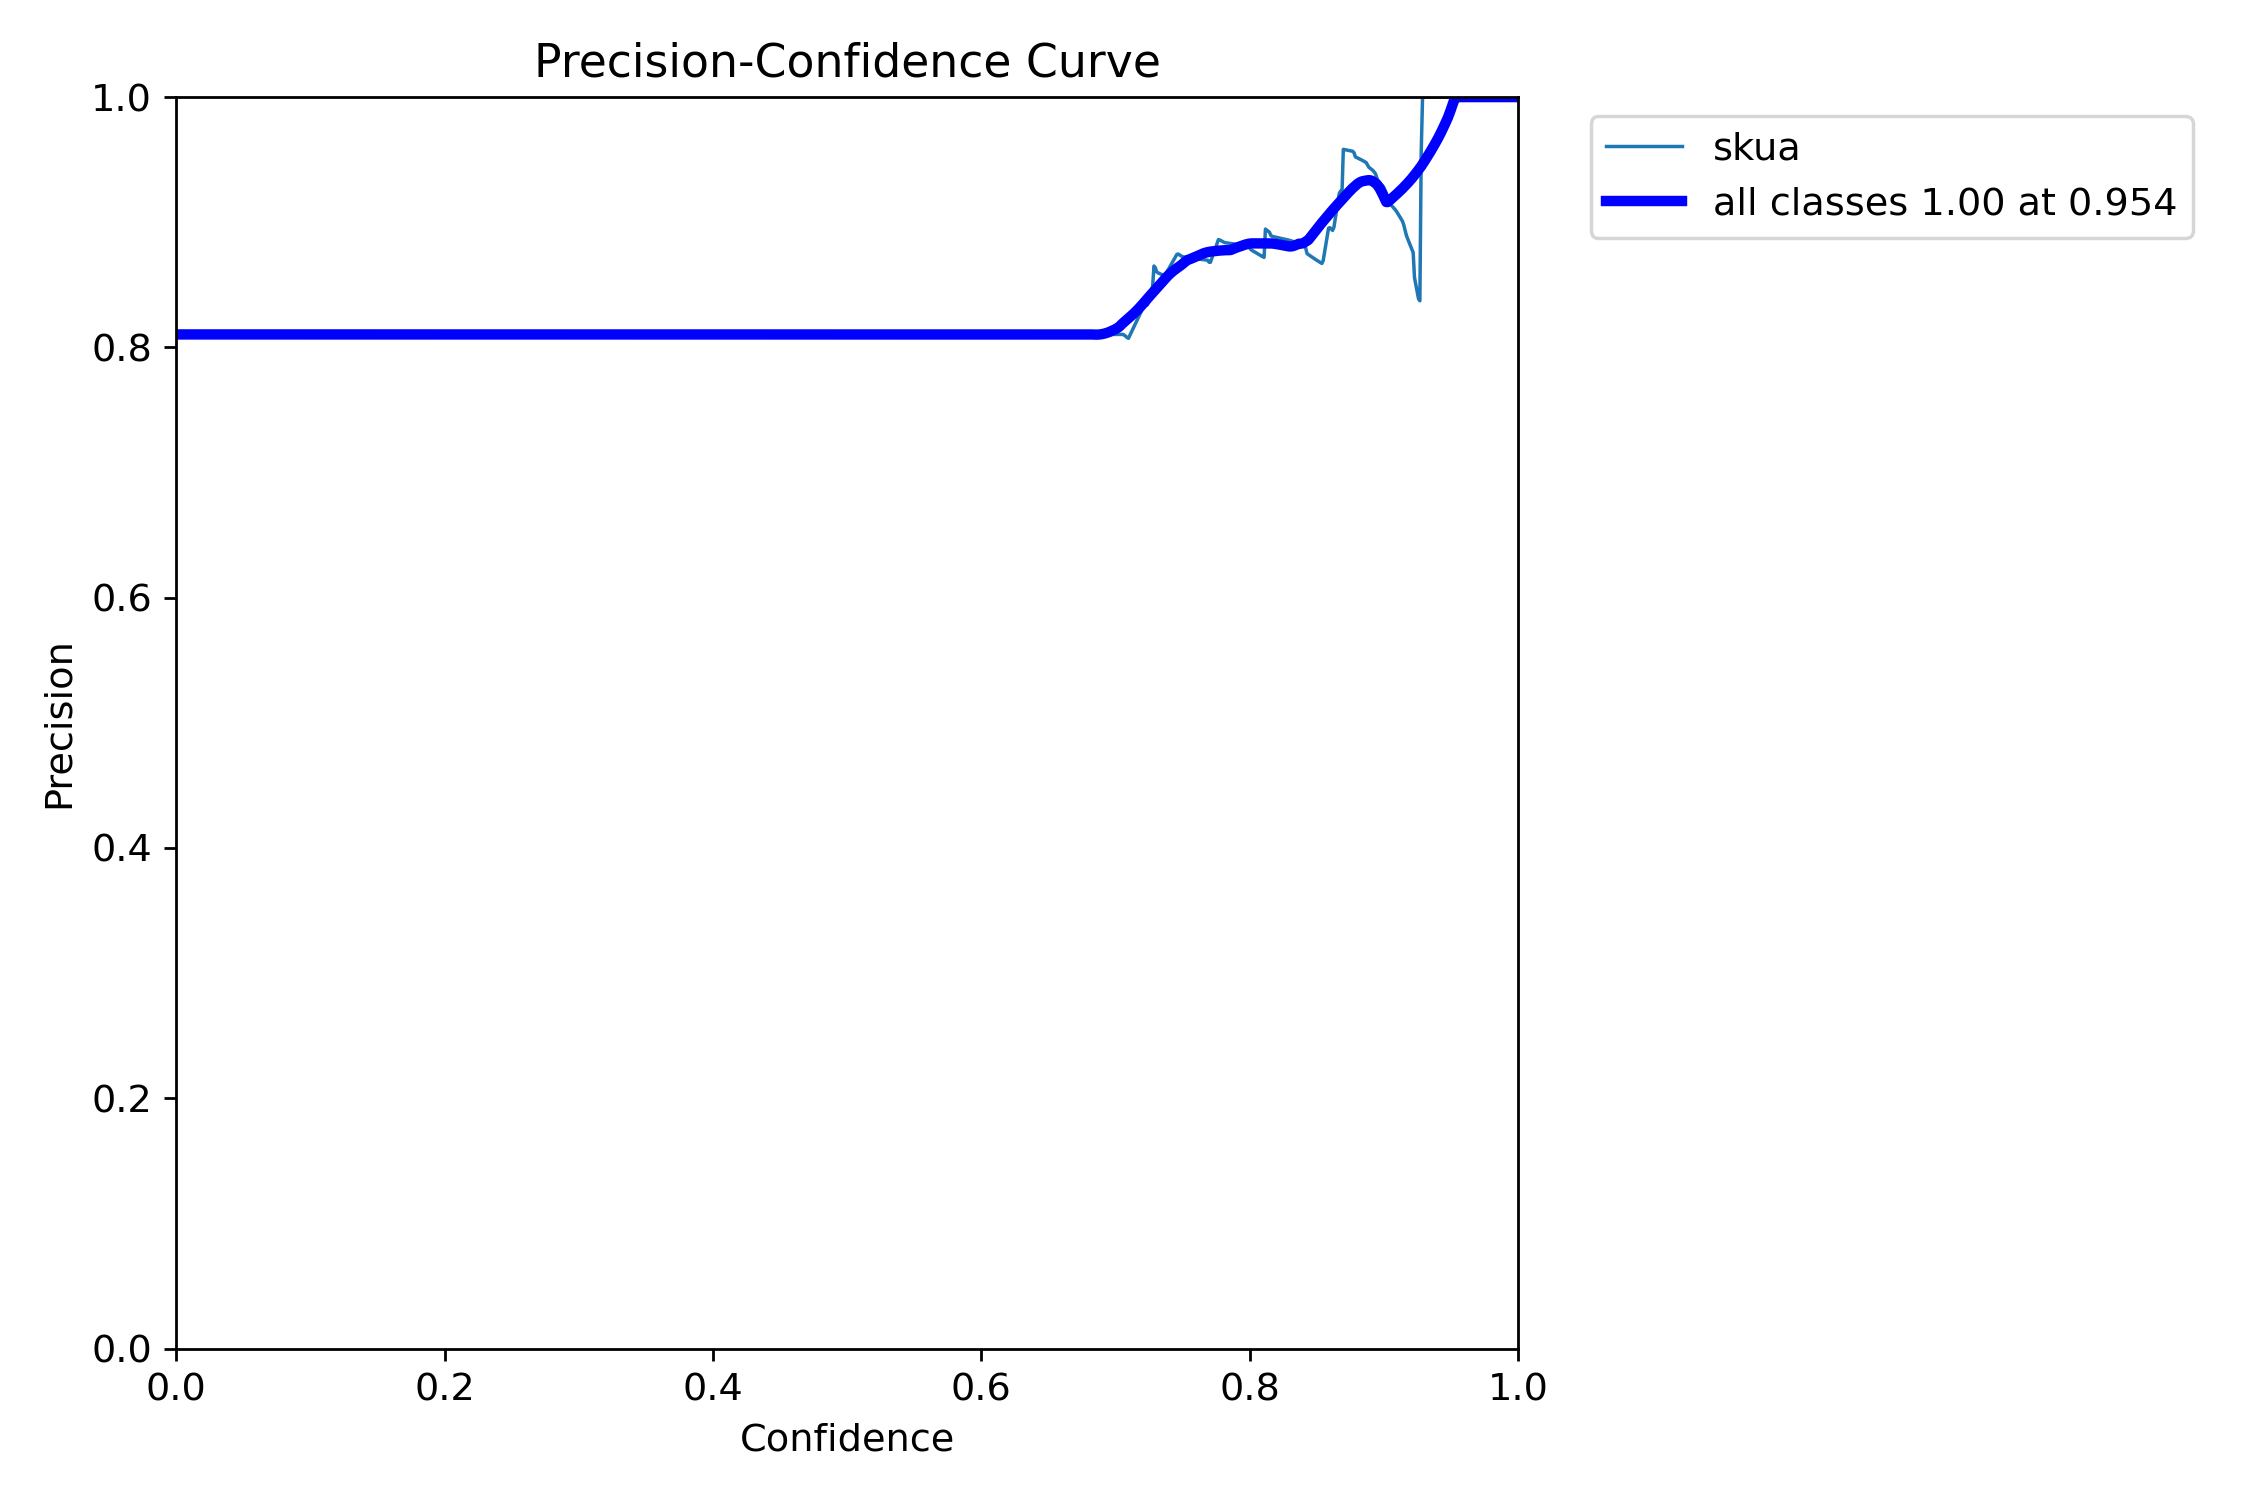 Precision-Confidence Curve
1.0
0.8
0.6
0.4
0.2
0.0
Precision
0.0 0.2 0.4 0.6 0.8 1.0
Confidence
skua
all classes 1.00 at 0.954